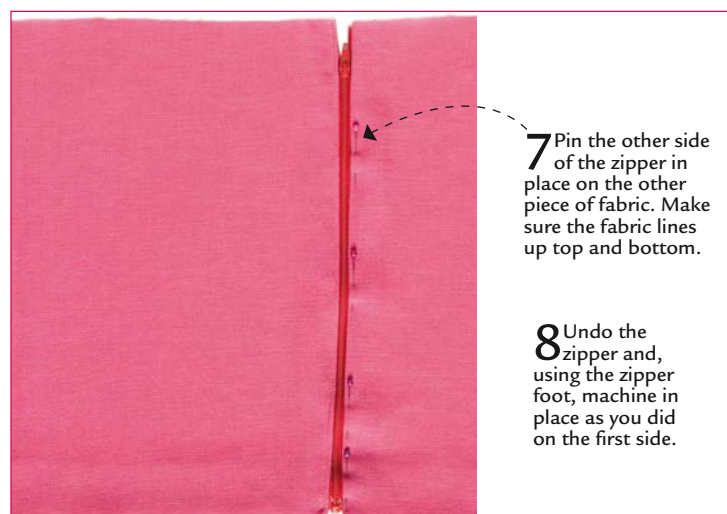 7 Pin the other side
of the zipper in
place on the other
piece of fabric. Make
sure the fabric lines
up top and bottom.
8 Undo the
zipper and,
using the zipper
foot, machine in
place as you did
on the first side.